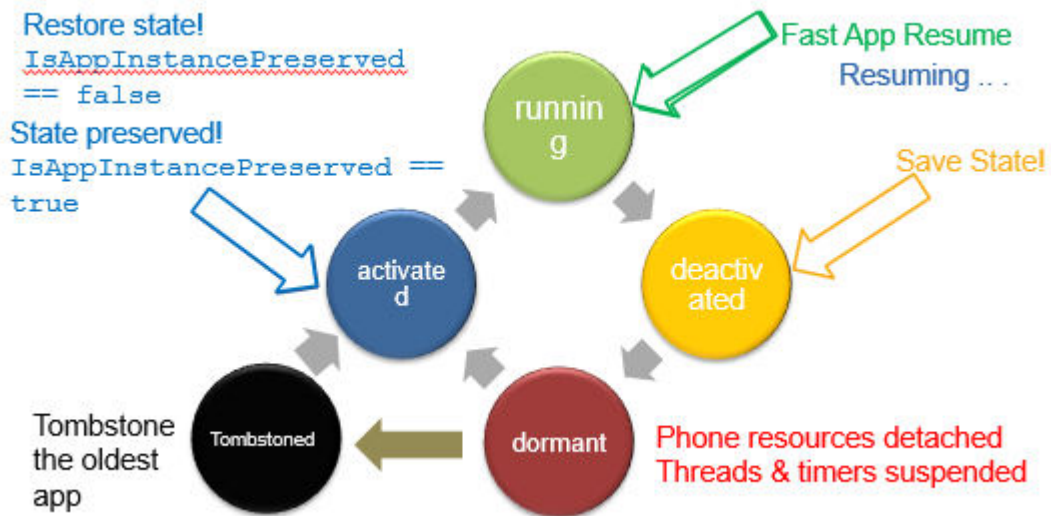 Restore state!
IsAppInstancePreserved
== false
State preserved!
IsAppInstancePreserved ==
true
runnin
g
Fast App Resume
Resuming .. .
Save State!
activate
d
deactiv
ated
Tombstone
the oldest
app
Tombstoned
dormant
Phone resources detached
Threads & timers suspended